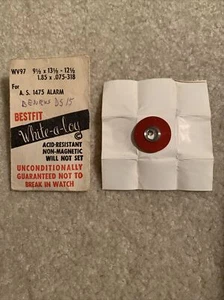 WV97 9½ x 13½ - 12½
1.85 x .075-318
For
A. S. 1475 ALARM
BENRUS DS 15
BESTFIT
White-a-loy ©
ACID-RESISTANT
NON-MAGNETIC
WILL NOT SET
UNCONDITIONALLY
GUARANTEED NOT TO
BREAK IN WATCH